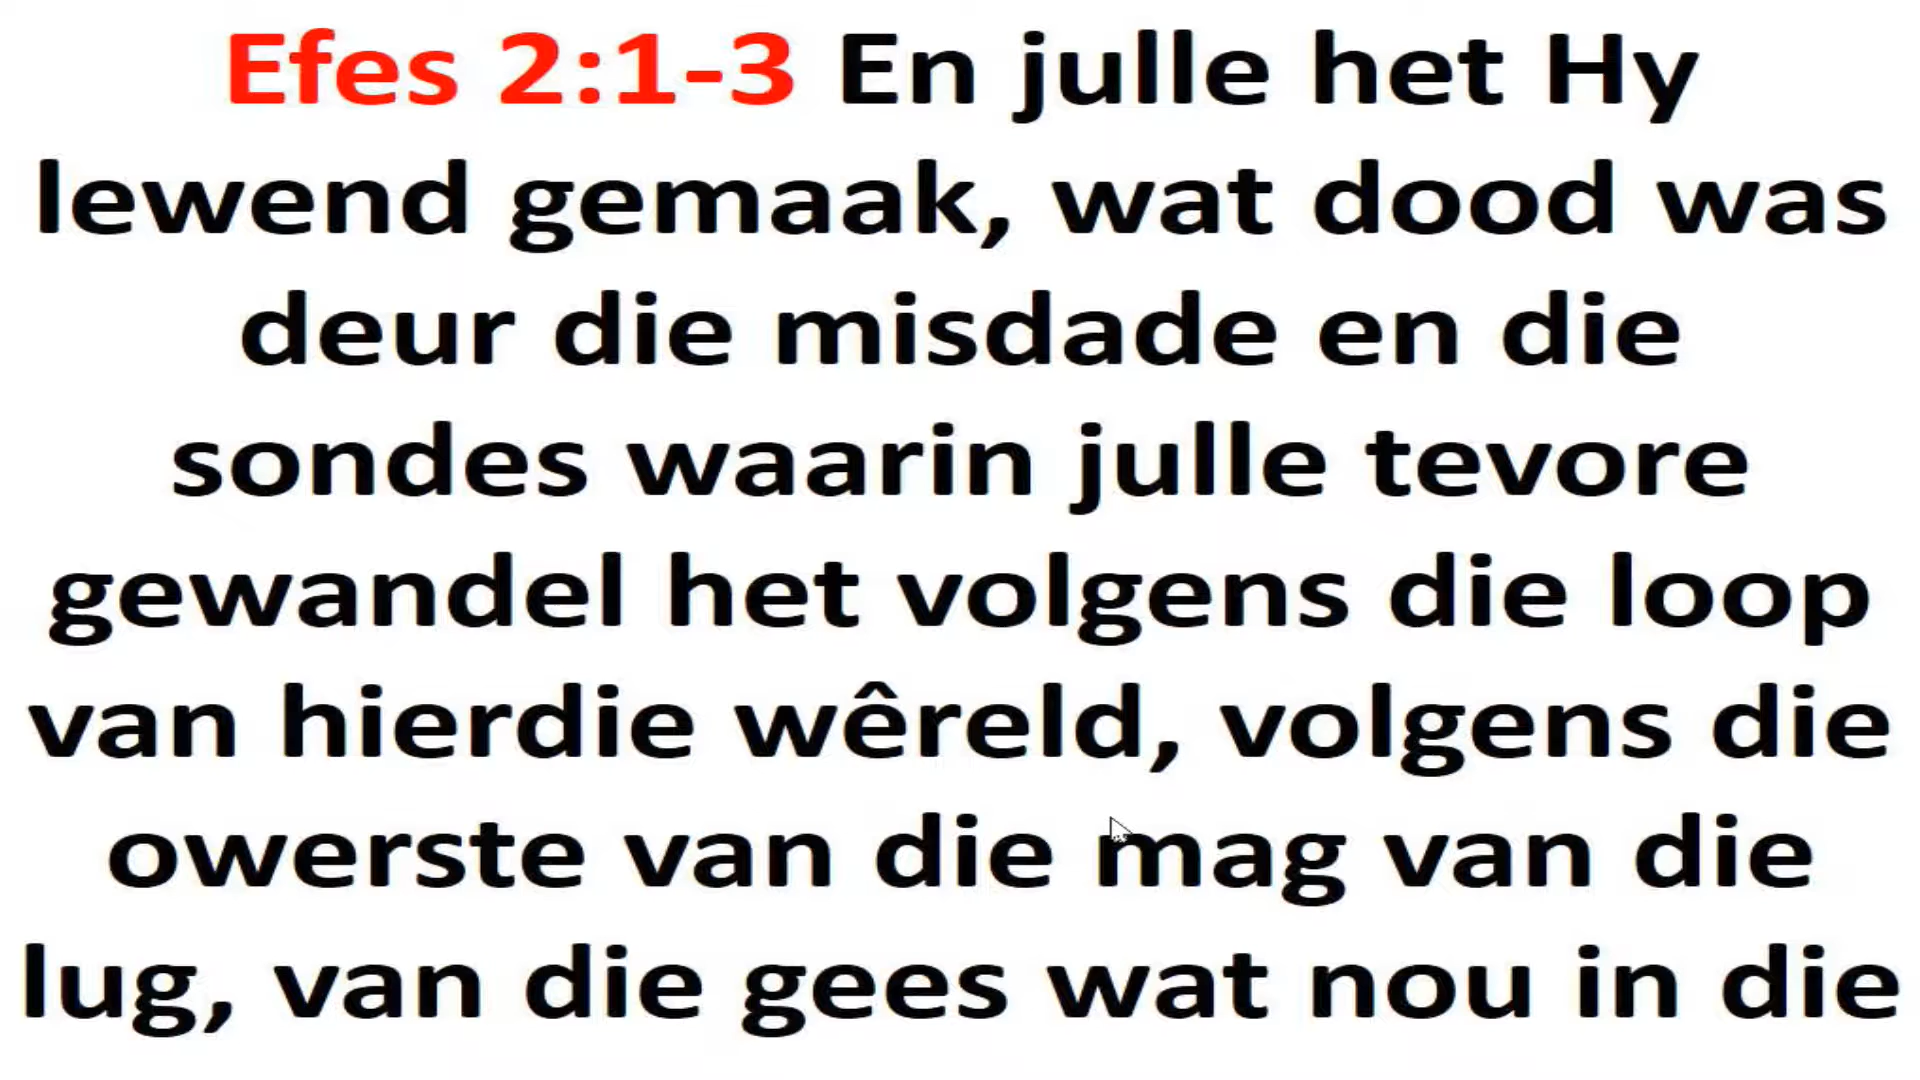 Efes 2:1-3 En julle het Hy
lewend gemaak, wat dood was
deur die misdade en die
sondes waarin julle tevore
gewandel het volgens die loop
van hierdie wêreld, volgens die
owerste van die mag van die
lug, van die gees wat nou in die